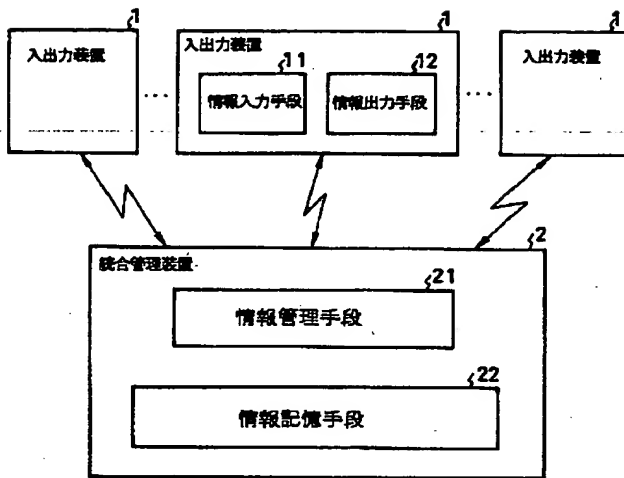 1
1
1
入出力装置
入出力装置
入出力装置
11
12
情報入力手段
情報出力手段
2
統合管理装置
21
情報管理手段
22
情報記憶手段